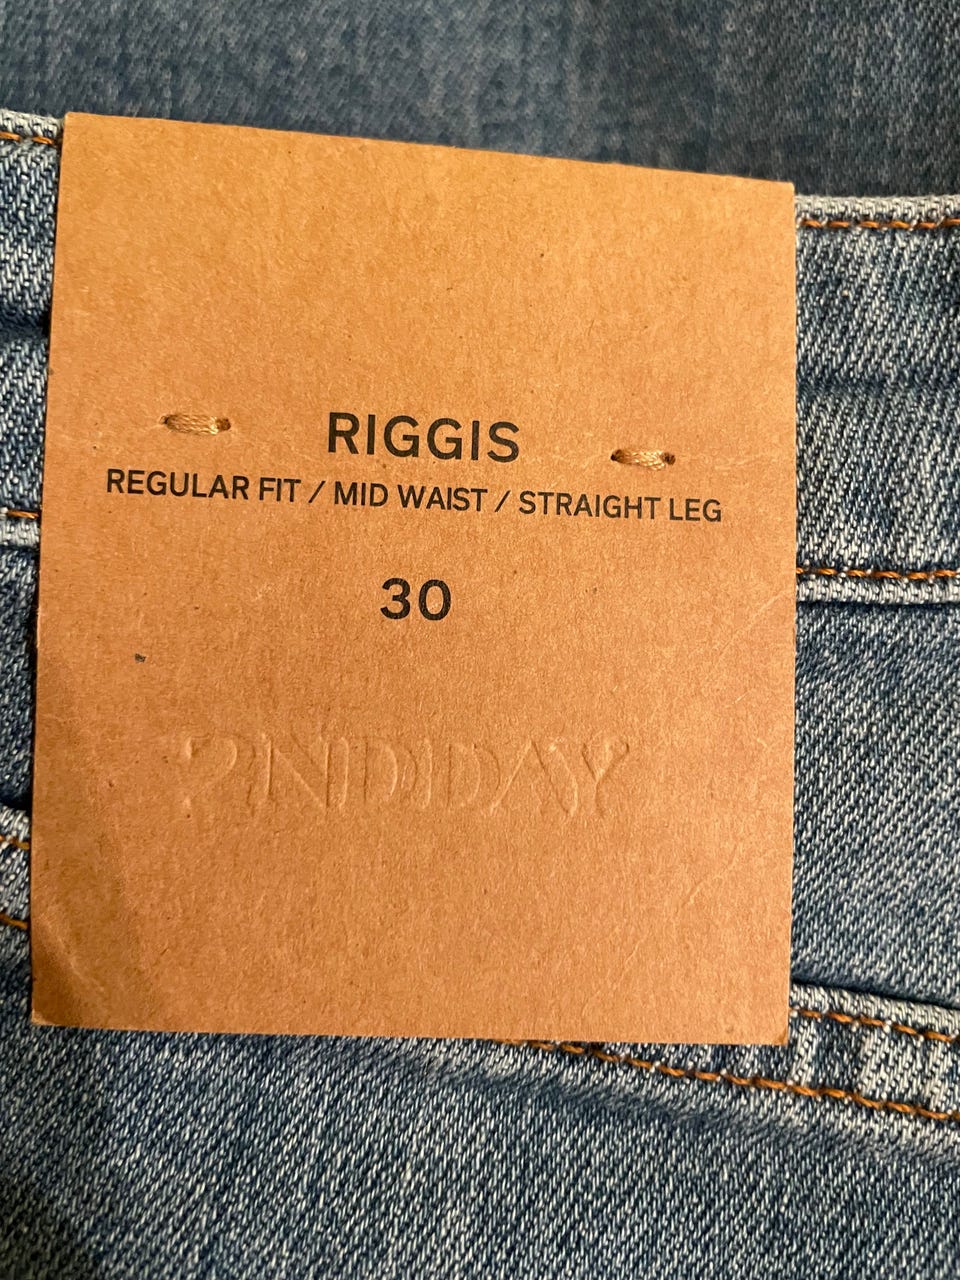 RIGGIS
REGULAR FIT / MID WAIST / STRAIGHT LEG
30
2NDDAY